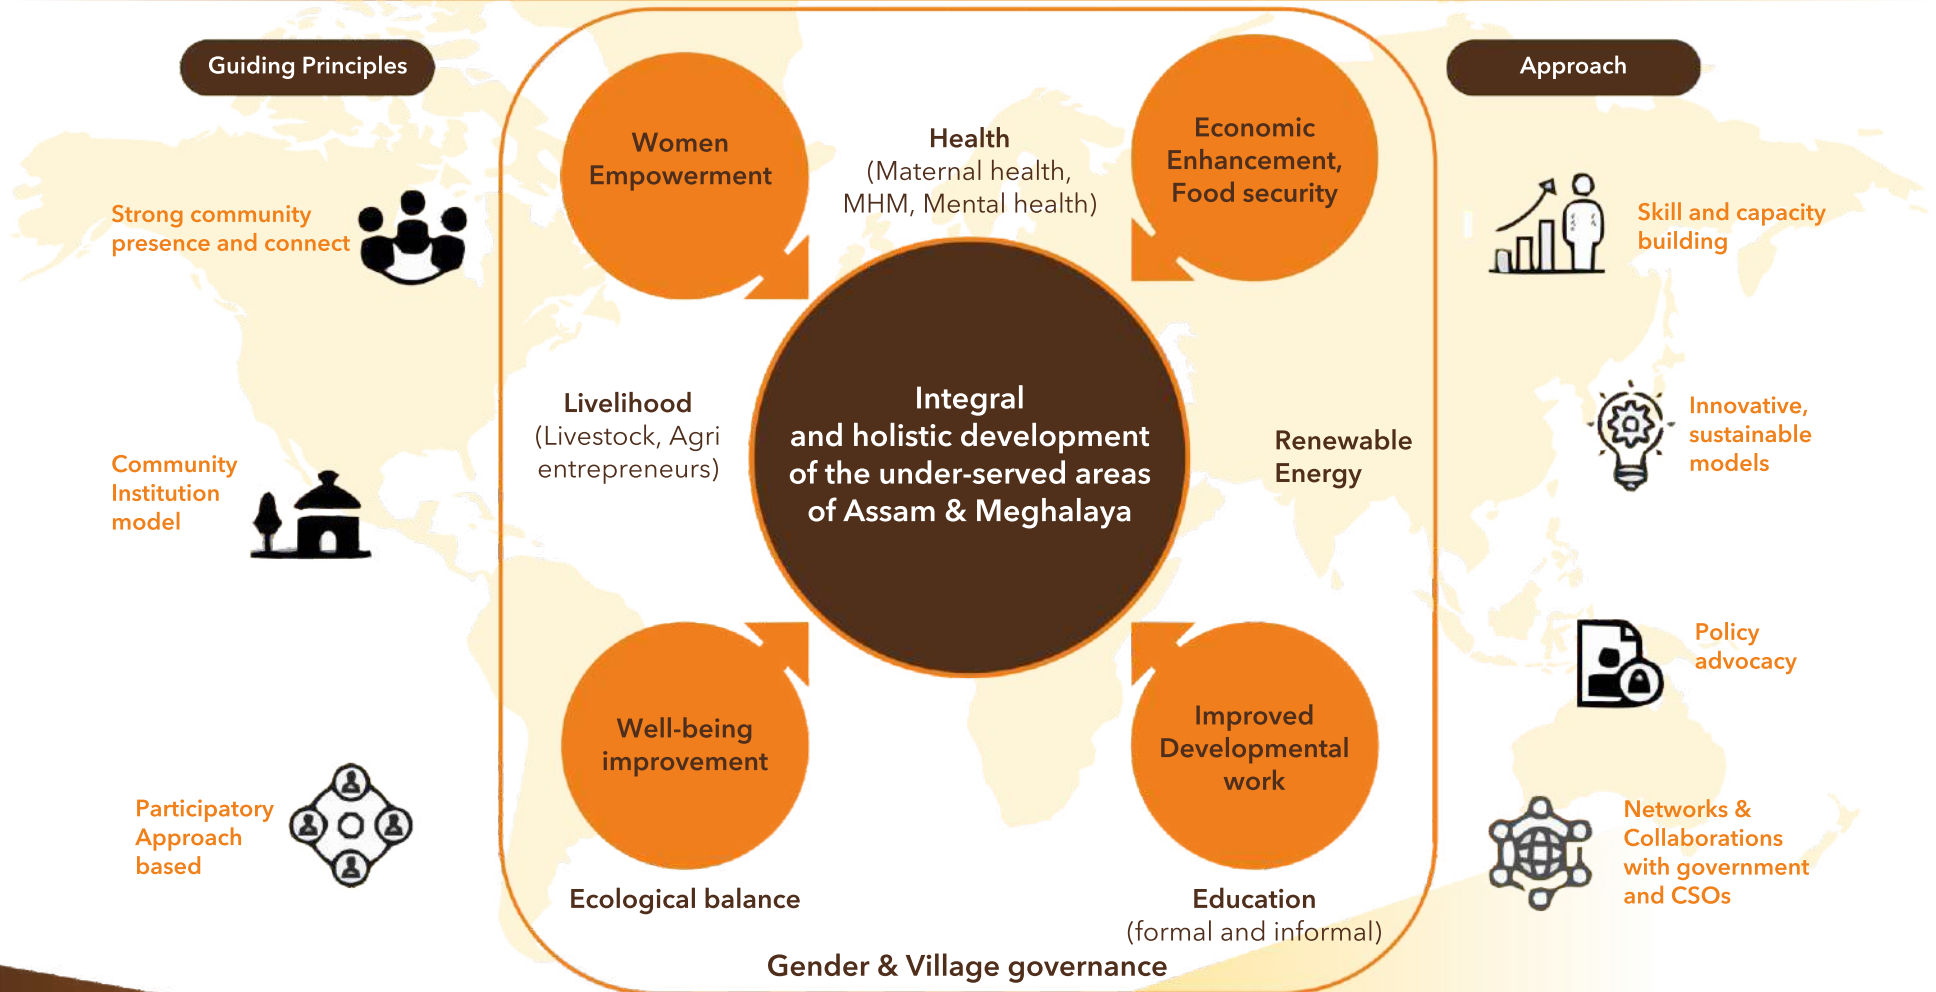 Guiding Principles
Strong community
presence and connect
Community
Institution
model
Participatory
Approach
based
Women
Empowerment
Health
(Maternal health,
MHM, Mental health)
Economic
Enhancement,
Food security
Livelihood
(Livestock, Agri
entrepreneurs)
Integral
and holistic development
of the under-served areas
of Assam & Meghalaya
Renewable
Energy
Well-being
improvement
Improved
Developmental
work
Ecological balance
Education
(formal and informal)
Gender & Village governance
Approach
Skill and capacity
building
Innovative,
sustainable
models
Policy
advocacy
Networks &
Collaborations
with government
and CSOs